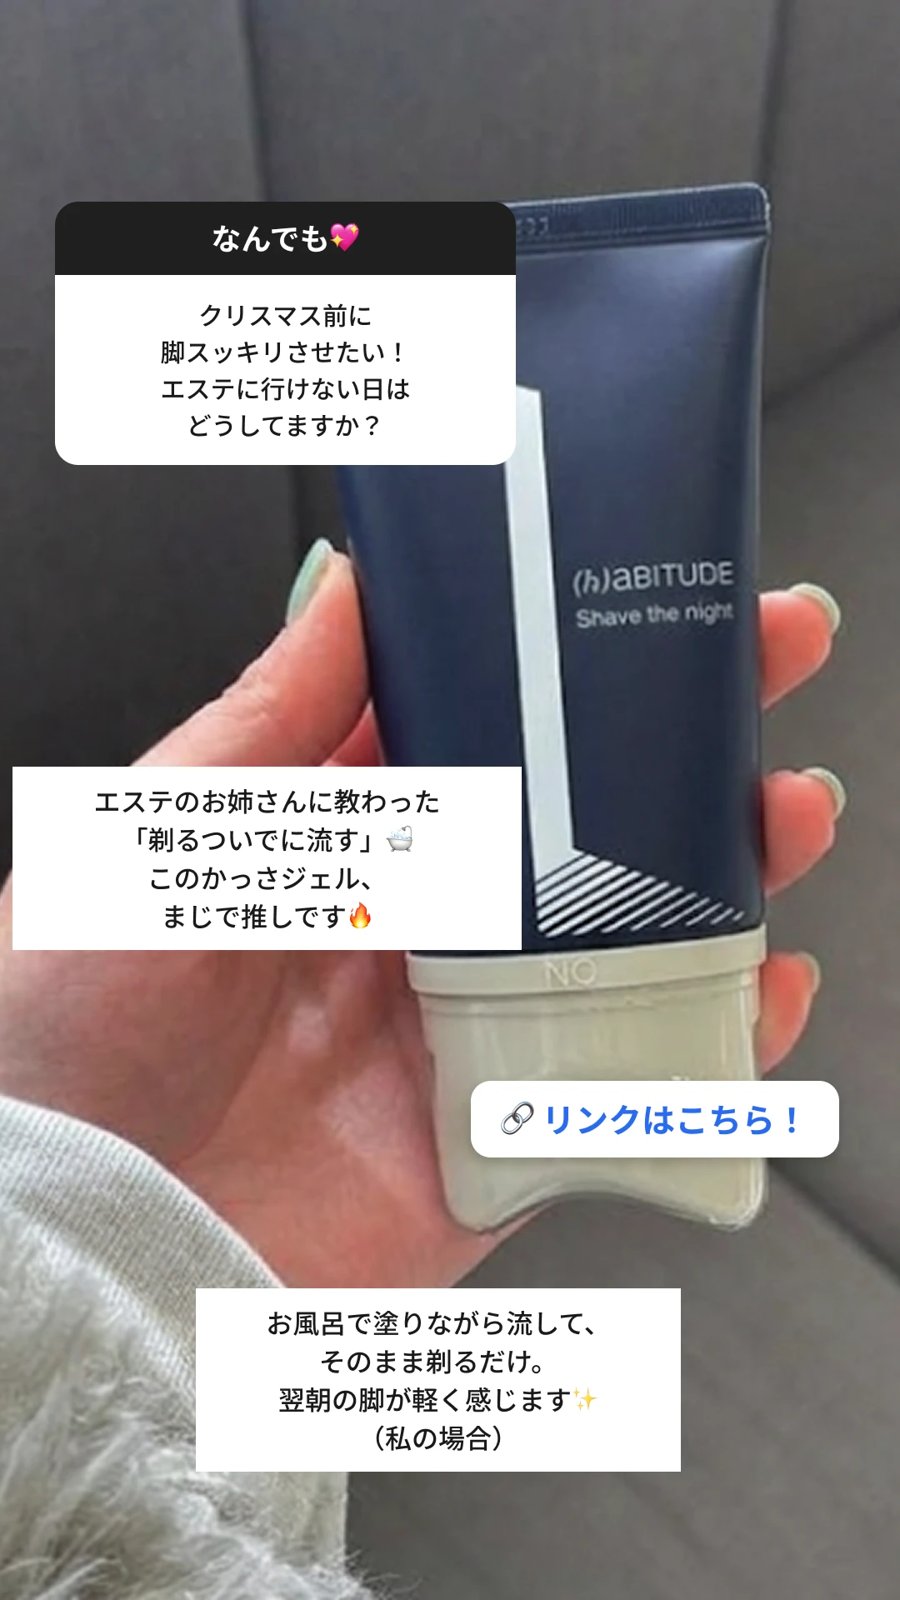 なんでも💖
クリスマス前に
脚スッキリさせたい！
エステに行けない日は
どうしてますか？
(h)aBITUDE
Shave the night
エステのお姉さんに教わった
「剃るついでに流す」🛁
このかっさジェル、
まじで推しです🔥
NO
🔗 リンクはこちら！
お風呂で塗りながら流して、
そのまま剃るだけ。
翌朝の脚が軽く感じます✨
（私の場合）